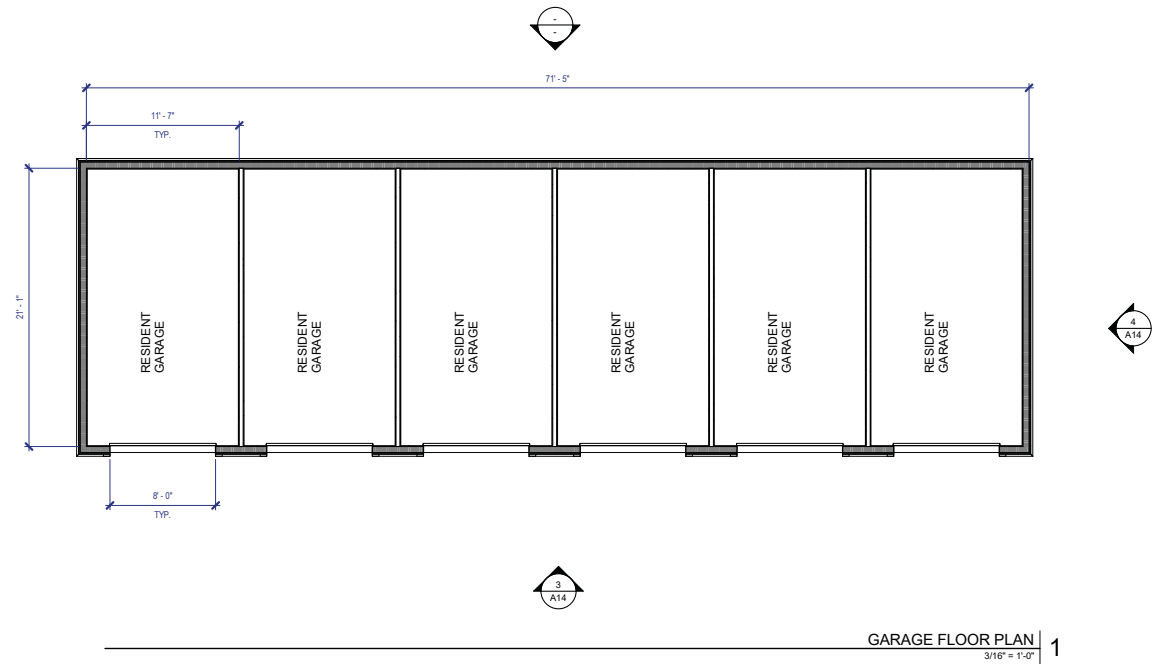 -
-
71' - 5"
11' - 7"
TYP.
21' - 1"
RESIDENT
GARAGE
RESIDENT
GARAGE
RESIDENT
GARAGE
RESIDENT
GARAGE
RESIDENT
GARAGE
RESIDENT
GARAGE
4
A14
8' - 0"
TYP.
3
A14
GARAGE FLOOR PLAN
1
3/16" = 1'-0"